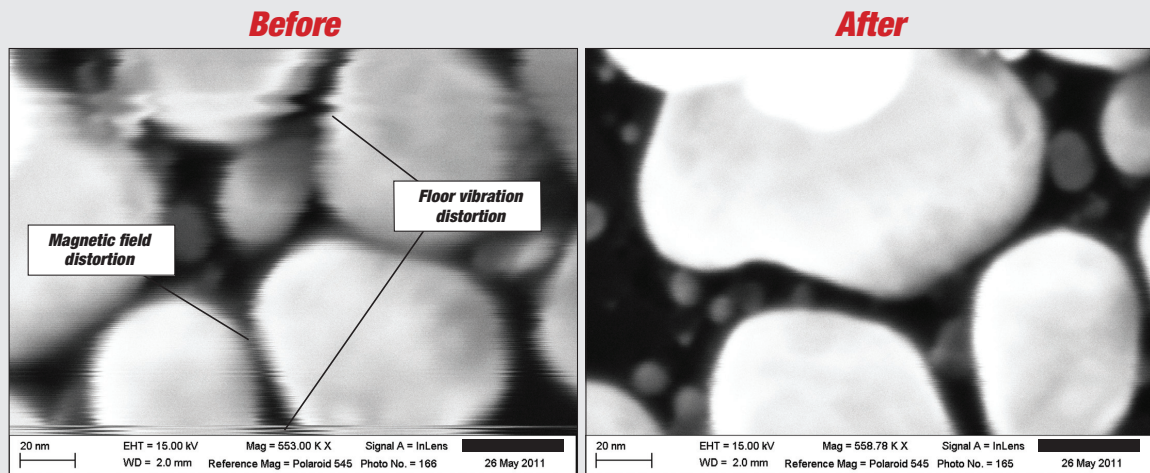 Before
After
Floor vibration
distortion
Magnetic field
distortion
20 nm
EHT = 15.00 kV
Mag = 553.00 K X
Signal A = InLens
WD = 2.0 mm
Reference Mag = Polaroid 545
Photo No. = 166
26 May 2011
20 nm
EHT = 15.00 kV
Mag = 558.78 K X
Signal A = InLens
WD = 2.0 mm
Reference Mag = Polaroid 545
Photo No. = 165
26 May 2011